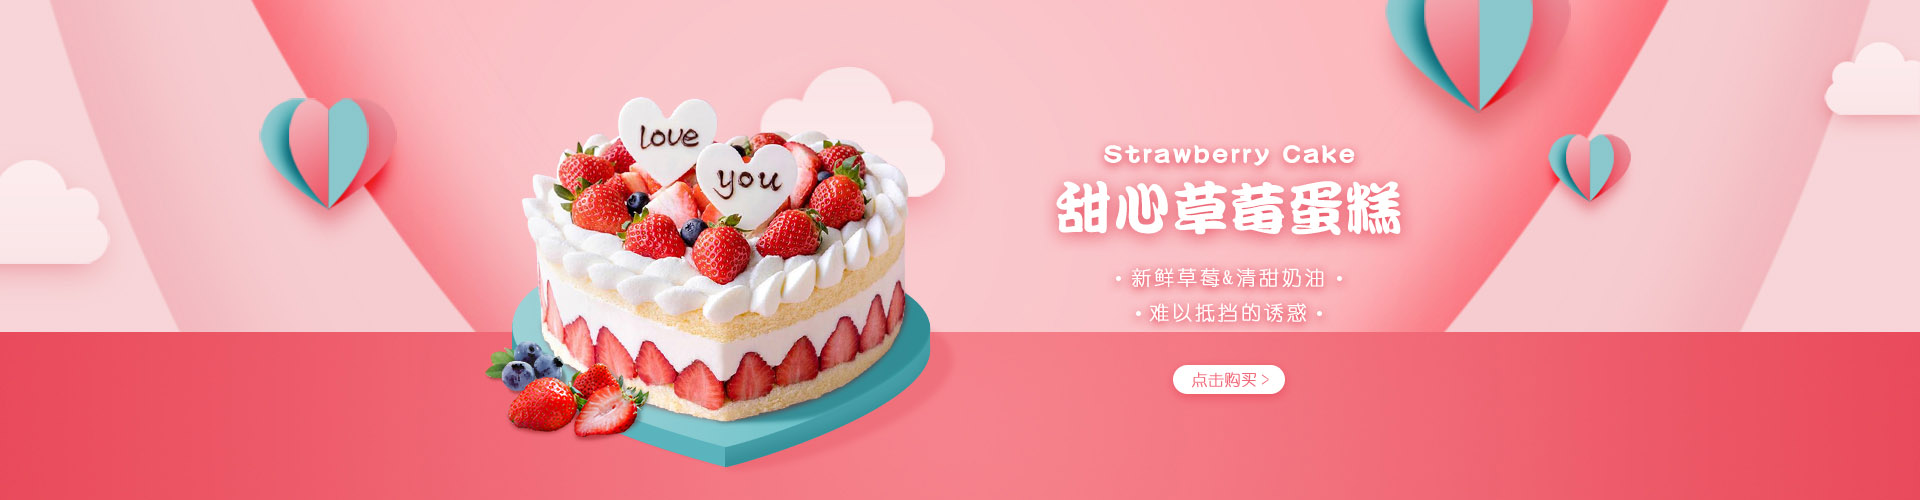 love
you
Strawberry Cake
甜心草莓蛋糕
• 新鲜草莓&清甜奶油 •
• 难以抵挡的诱惑 •
点击购买 >